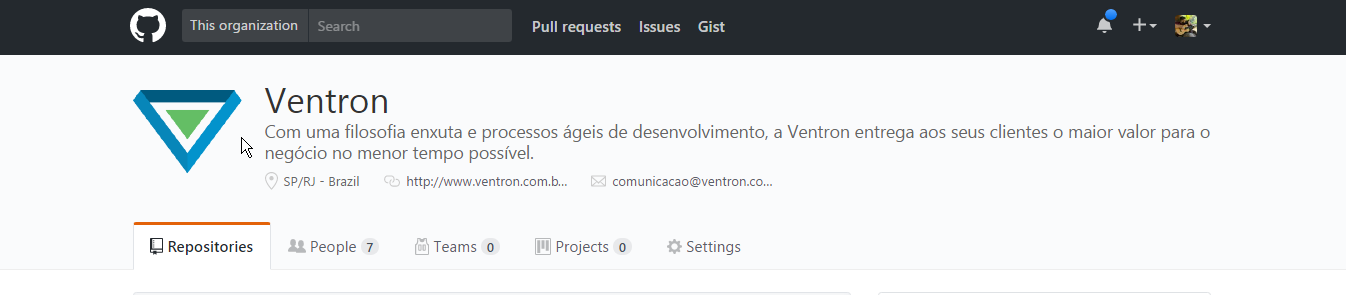 This organization Search Pull requests Issues Gist
Ventron
Com uma filosofia enxuta e processos ágeis de desenvolvimento, a Ventron entrega aos seus clientes o maior valor para o
negócio no menor tempo possível.
SP/RJ - Brazil http://www.ventron.com.b... comunicacao@ventron.co...
Repositories People 7 Teams 0 Projects 0 Settings